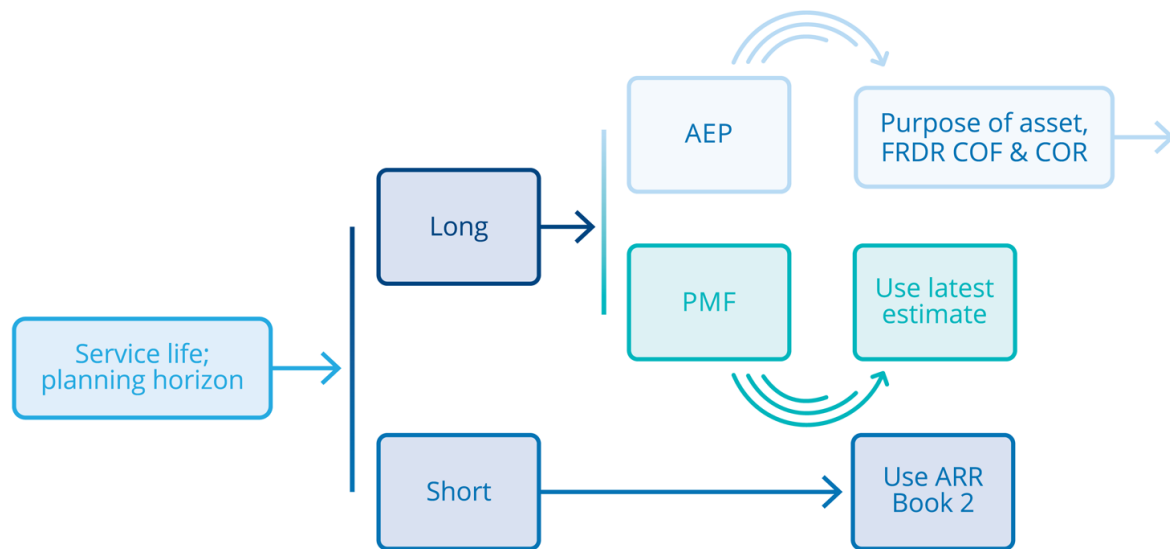 AEP
Purpose of asset,
FRDR COF & COR
Long
PMF
Use latest
estimate
Service life;
planning horizon
Short
Use ARR
Book 2